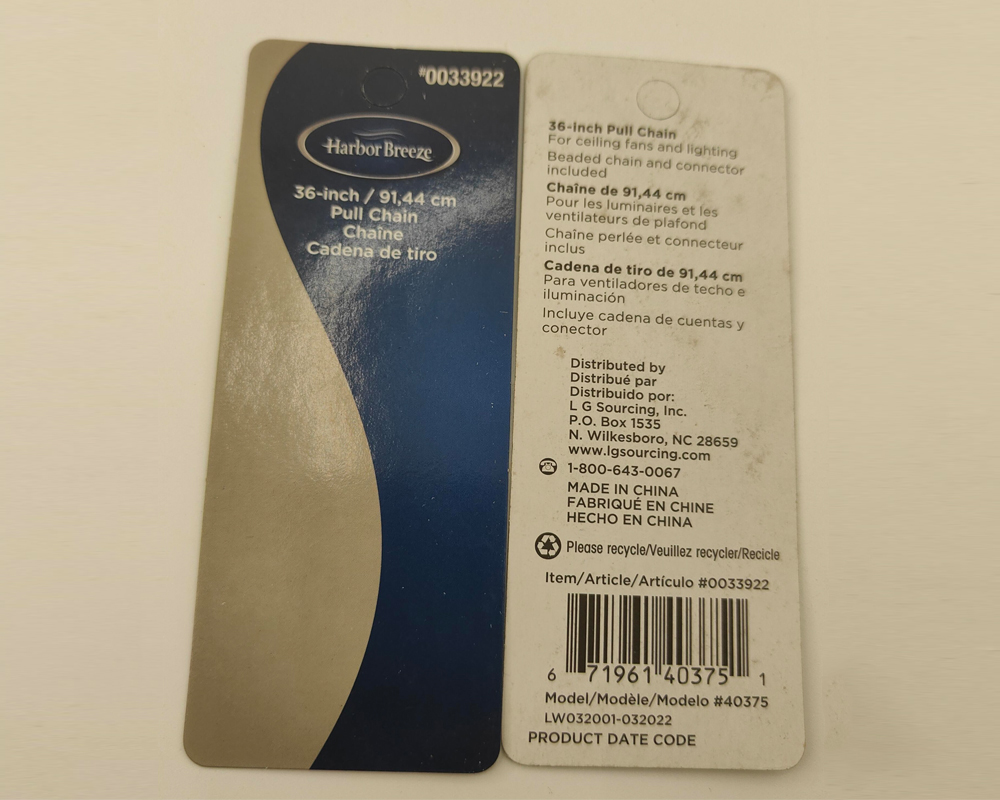 #0033922
Harbor Breeze
36-inch / 91,44 cm
Pull Chain
Chaîne
Cadena de tiro
36-Inch Pull Chain
For ceiling fans and lighting
Beaded chain and connector
included
Chaîne de 91,44 cm
Pour les luminaires et les
ventilateurs de plafond
Chaîne perlée et connecteur
inclus
Cadena de tiro de 91,44 cm
Para ventiladores de techo e
iluminación
Incluye cadena de cuentas y
conector
Distributed by
Distribué par
Distribuido por:
L G Sourcing, Inc.
P.O. Box 1535
N. Wilkesboro, NC 28659
www.lgsourcing.com
1-800-643-0067
MADE IN CHINA
FABRIQUÉ EN CHINE
HECHO EN CHINA
Please recycle/Veuillez recycler/Recicle
Item/Article/Artículo #0033922
6 71961 40375 1
Model/Modèle/Modelo #40375
LW032001-032022
PRODUCT DATE CODE